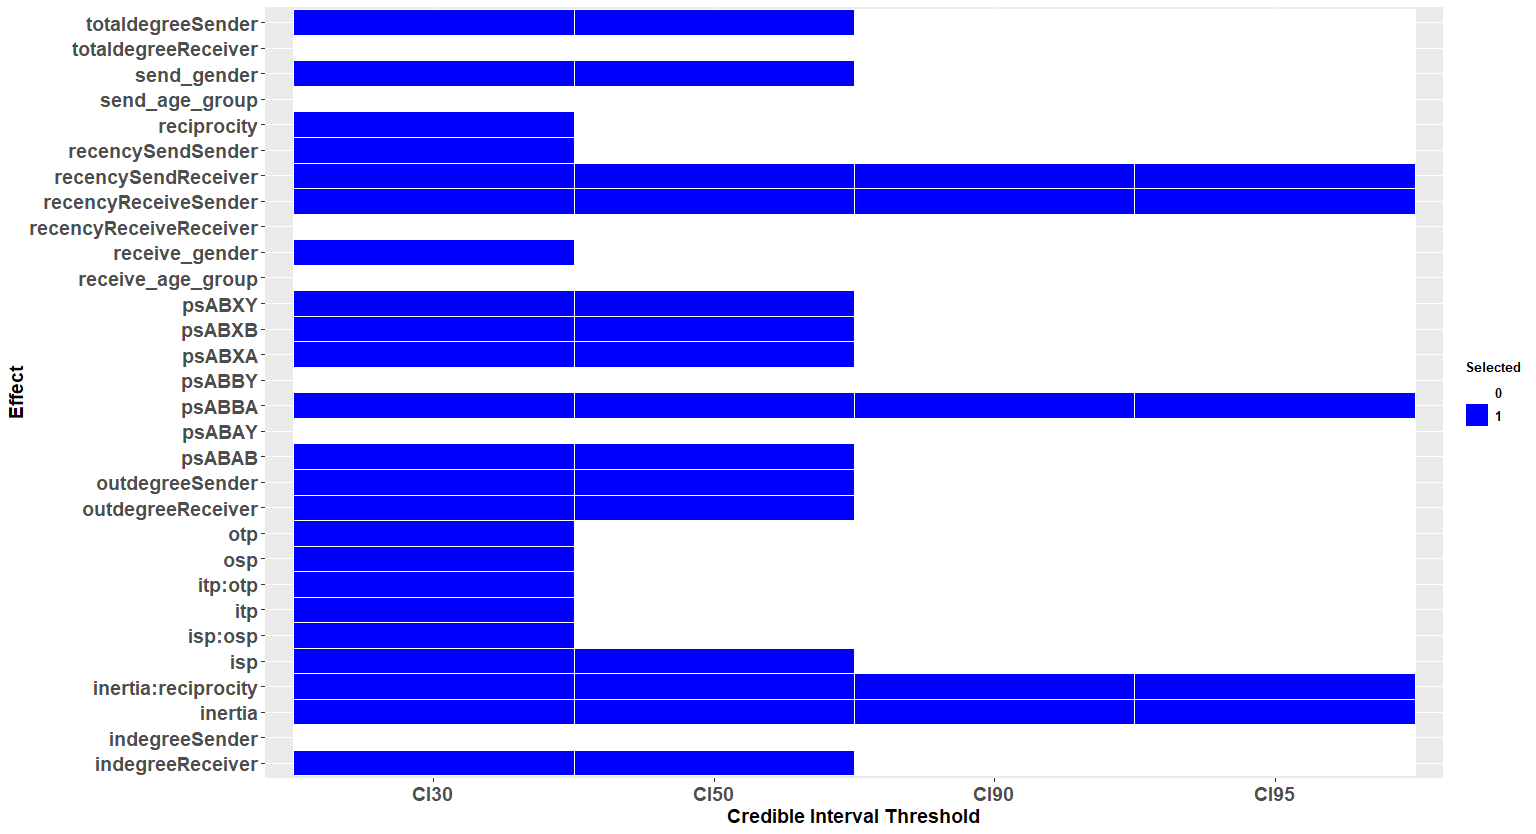 totaldegreeSender
totaldegreeReceiver
send_gender
send_age_group
reciprocity
recencySendSender
recencySendReceiver
recencyReceiveSender
recencyReceiveReceiver
receive_gender
receive_age_group
psABXY
psABXB
psABXA
psABBY
psABBA
psABAY
psABAB
outdegreeSender
outdegreeReceiver
otp
osp
itp:otp
itp
isp:osp
isp
inertia:reciprocity
inertia
indegreeSender
indegreeReceiver
Effect
CI30 CI50 CI90 CI95
Credible Interval Threshold
Selected
0
1